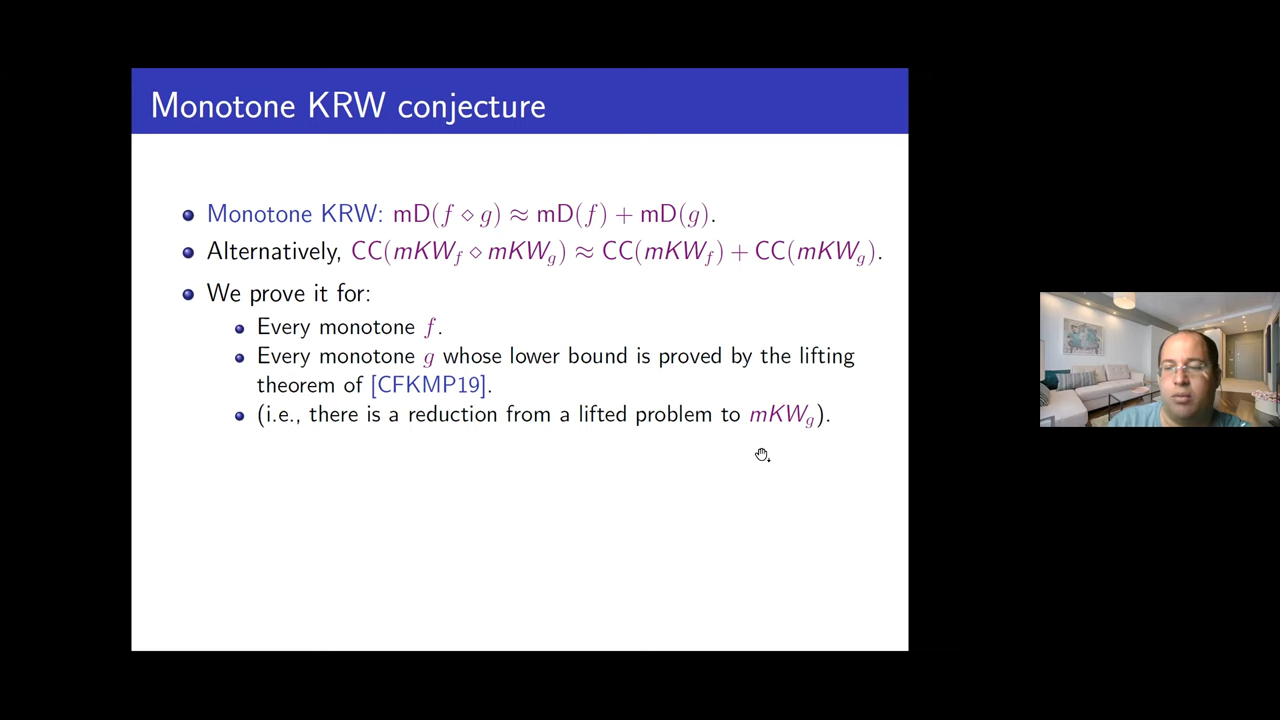 Monotone KRW conjecture
Monotone KRW: mD(f ⋄ g) ≈ mD(f) + mD(g).
Alternatively, CC(mKW_f ⋄ mKW_g) ≈ CC(mKW_f) + CC(mKW_g).
We prove it for:
Every monotone f.
Every monotone g whose lower bound is proved by the lifting
theorem of [CFKMP19].
(i.e., there is a reduction from a lifted problem to mKW_g).